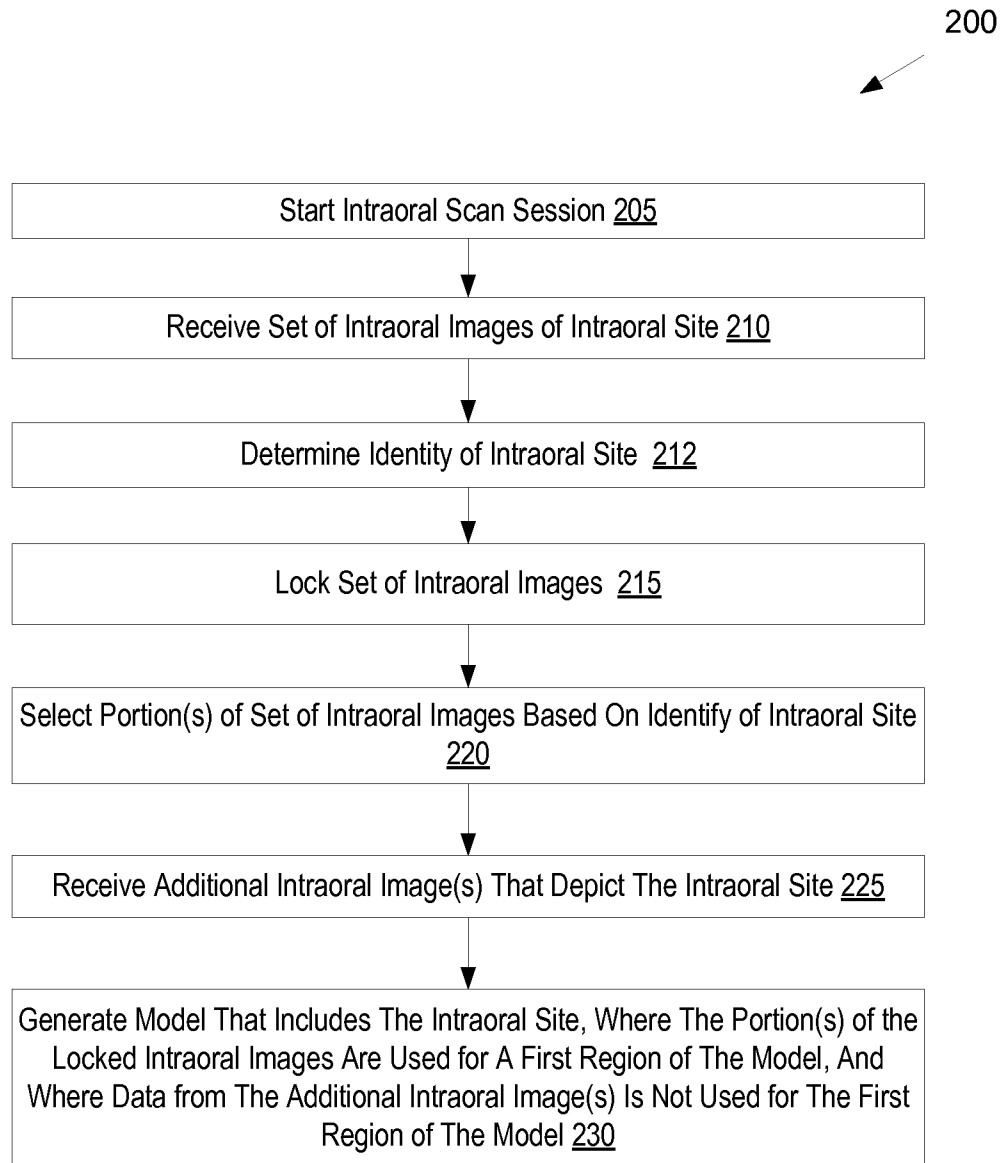 200
Start Intraoral Scan Session 205
Receive Set of Intraoral Images of Intraoral Site 210
Determine Identity of Intraoral Site 212
Lock Set of Intraoral Images 215
Select Portion(s) of Set of Intraoral Images Based On Identify of Intraoral Site
220
Receive Additional Intraoral Image(s) That Depict The Intraoral Site 225
Generate Model That Includes The Intraoral Site, Where The Portion(s) of the
Locked Intraoral Images Are Used for A First Region of The Model, And
Where Data from The Additional Intraoral Image(s) Is Not Used for The First
Region of The Model 230